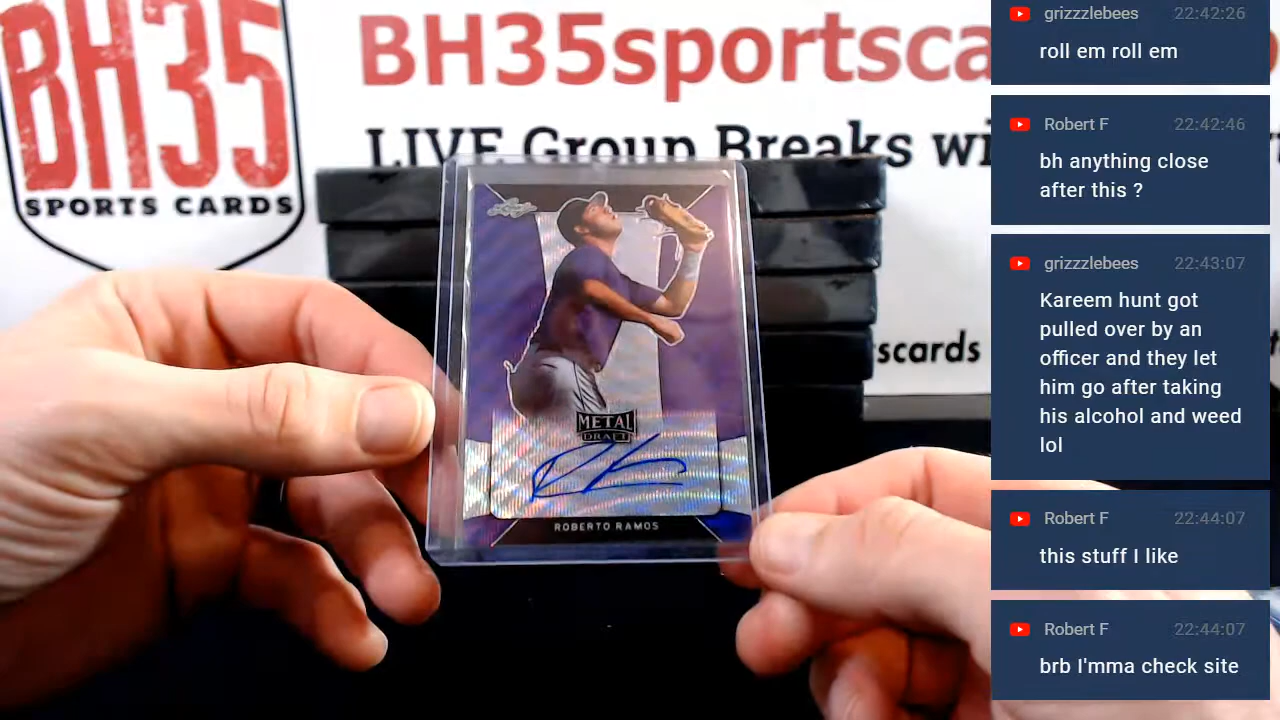 BH35
SPORTS CARDS
BH35sportsca
LIVE Group Breaks wi
scards
Leaf
METAL
DRAFT
ROBERTO RAMOS
grizzzlebees 22:42:26
roll em roll em
Robert F 22:42:46
bh anything close
after this ?
grizzzlebees 22:43:07
Kareem hunt got
pulled over by an
officer and they let
him go after taking
his alcohol and weed
lol
Robert F 22:44:07
this stuff I like
Robert F 22:44:07
brb I'mma check site